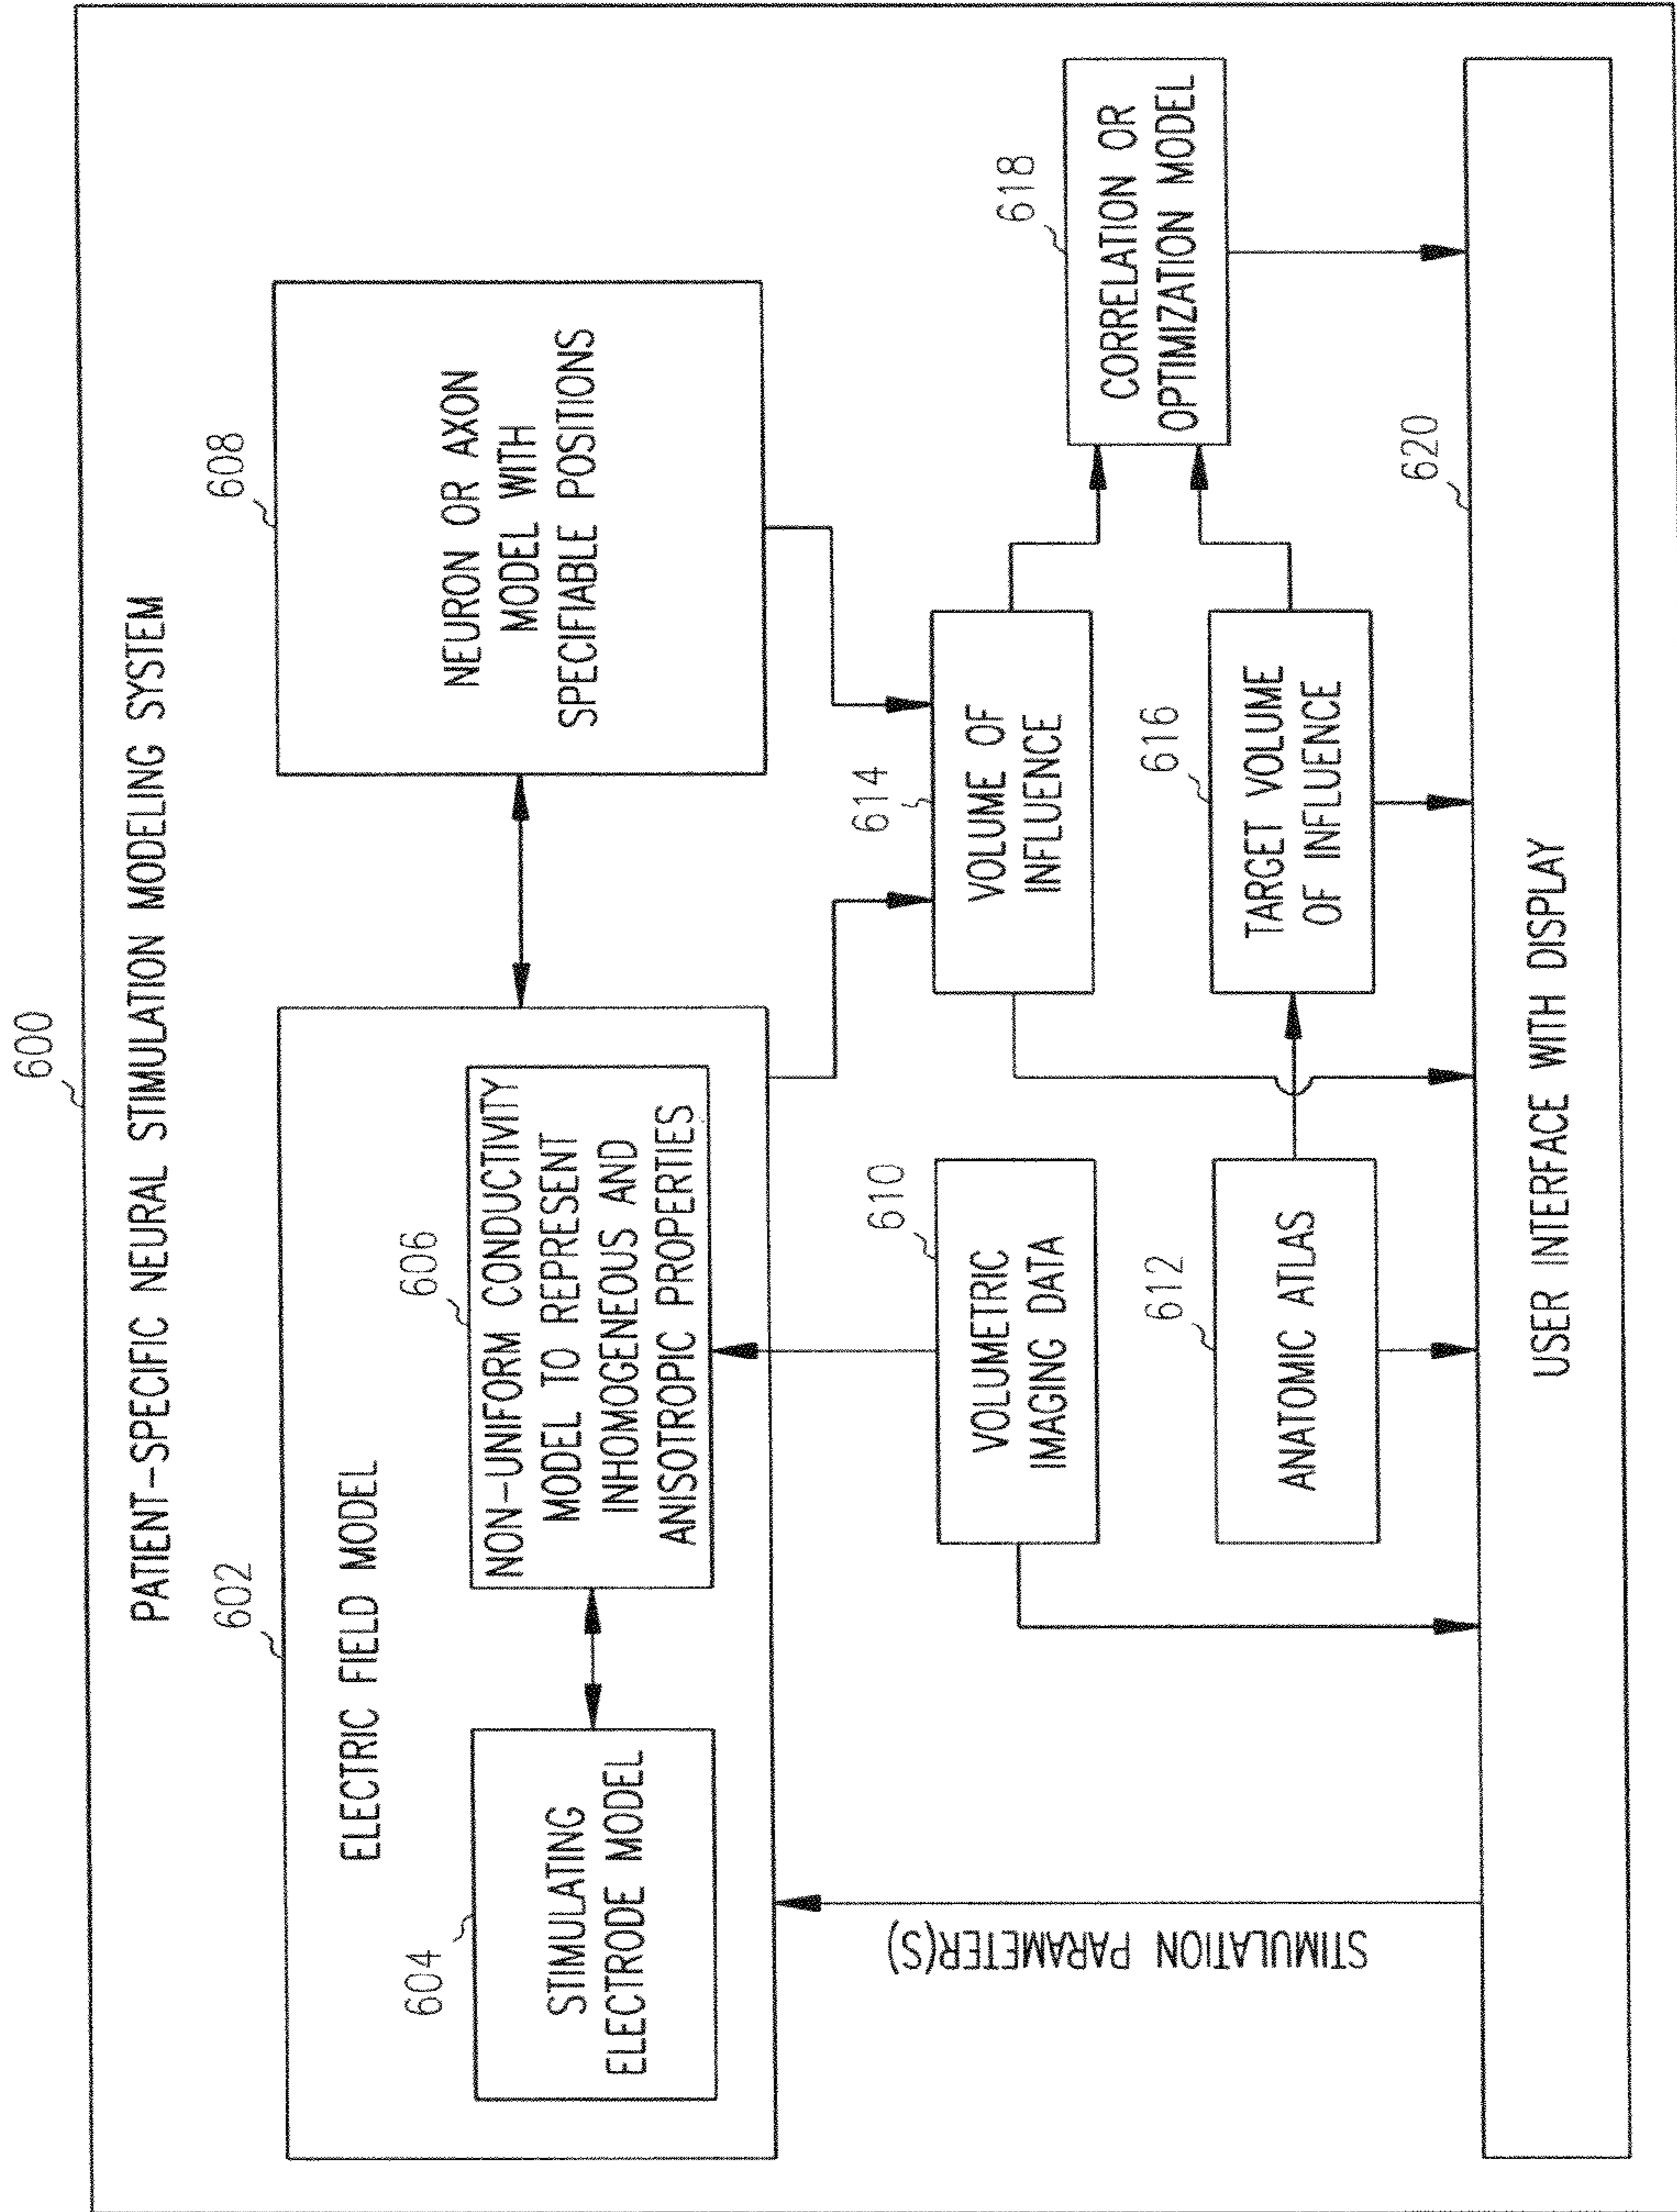 600
PATIENT-SPECIFIC NEURAL STIMULATION MODELING SYSTEM
602
ELECTRIC FIELD MODEL
604
STIMULATING
ELECTRODE MODEL
606
NON-UNIFORM CONDUCTIVITY
MODEL TO REPRESENT
INHOMOGENEOUS AND
ANISOTROPIC PROPERTIES
608
NEURON OR AXON
MODEL WITH
SPECIFIABLE POSITIONS
STIMULATION PARAMETER(S)
610
VOLUMETRIC
IMAGING DATA
612
ANATOMIC ATLAS
614
VOLUME OF
INFLUENCE
616
TARGET VOLUME
OF INFLUENCE
618
CORRELATION OR
OPTIMIZATION MODEL
620
USER INTERFACE WITH DISPLAY